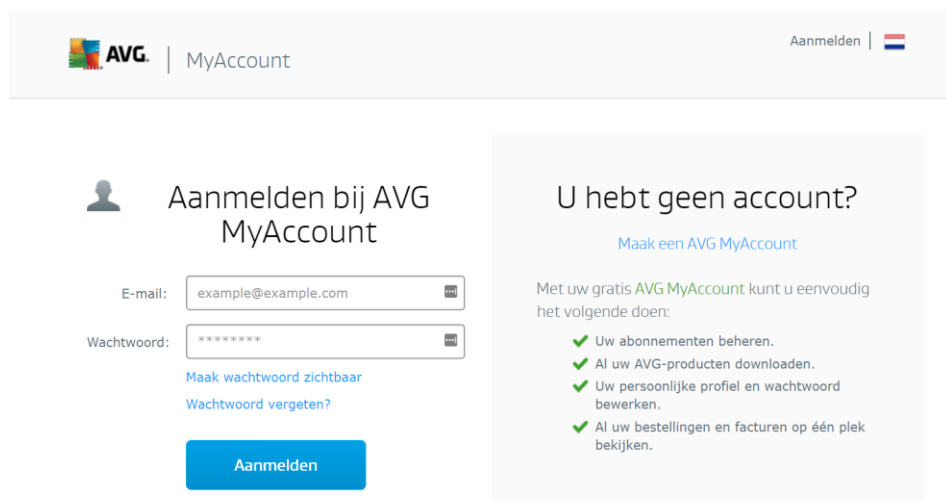 AVG. | MyAccount
Aanmelden |
Aanmelden bij AVG
MyAccount
E-mail: example@example.com
Wachtwoord: ********
Maak wachtwoord zichtbaar
Wachtwoord vergeten?
Aanmelden
U hebt geen account?
Maak een AVG MyAccount
Met uw gratis AVG MyAccount kunt u eenvoudig
het volgende doen:
Uw abonnementen beheren.
Al uw AVG-producten downloaden.
Uw persoonlijke profiel en wachtwoord
bewerken.
Al uw bestellingen en facturen op één plek
bekijken.